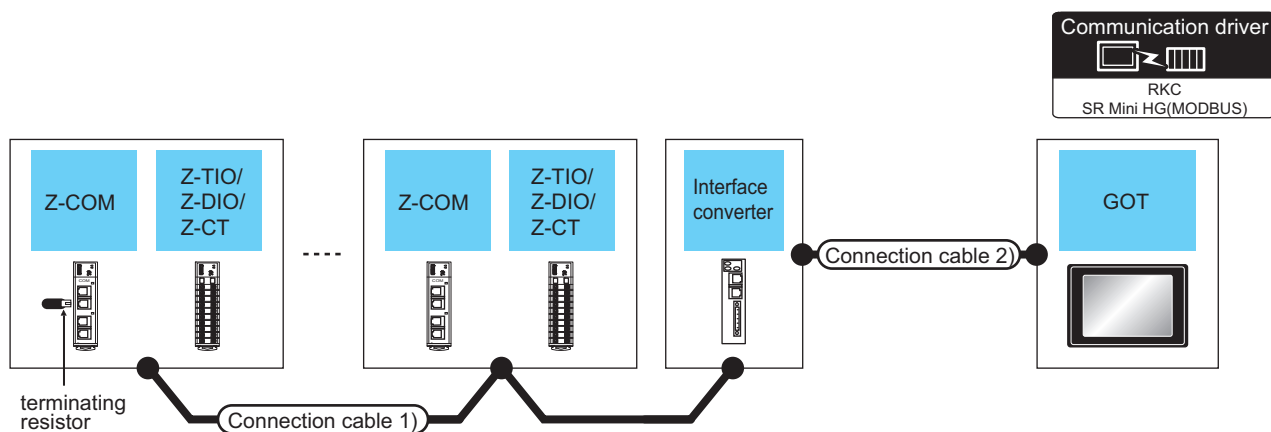 Communication driver
RKC
SR Mini HG(MODBUS)
Z-COM
Z-TIO/
Z-DIO/
Z-CT
Z-COM
Z-TIO/
Z-DIO/
Z-CT
Interface
converter
GOT
Connection cable 2)
COM
terminating
resistor
Connection cable 1)